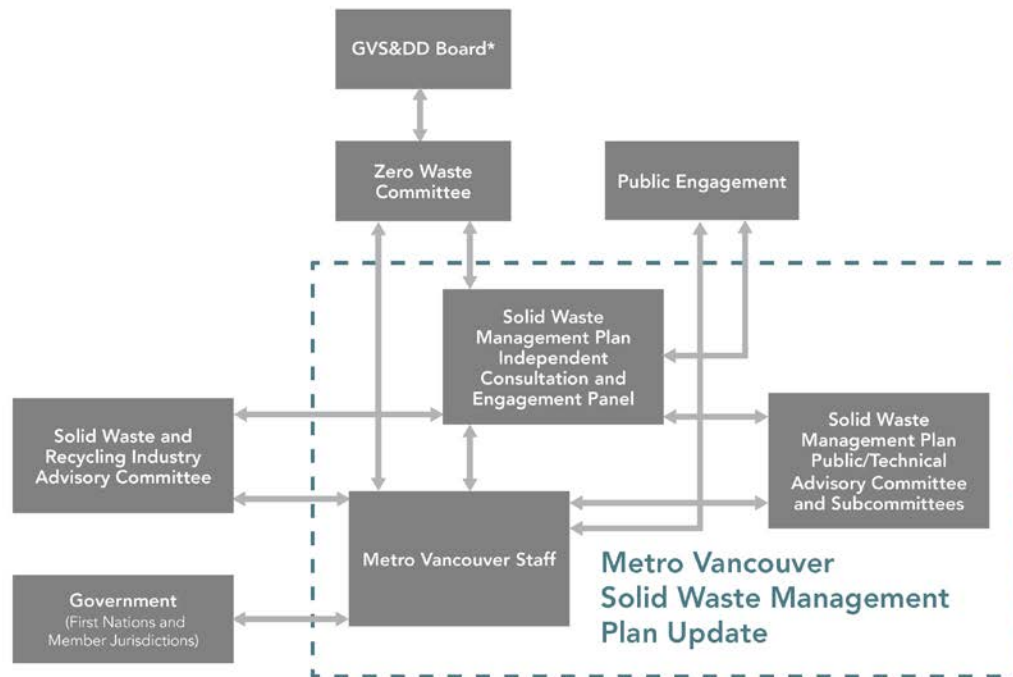 GVS&DD Board*
Zero Waste
Committee
Public Engagement
Solid Waste
Management Plan
Independent
Consultation and
Engagement Panel
Solid Waste and
Recycling Industry
Advisory Committee
Solid Waste
Management Plan
Public/Technical
Advisory Committee
and Subcommittees
Metro Vancouver Staff
Government
(First Nations and
Member Jurisdictions)
Metro Vancouver
Solid Waste Management
Plan Update